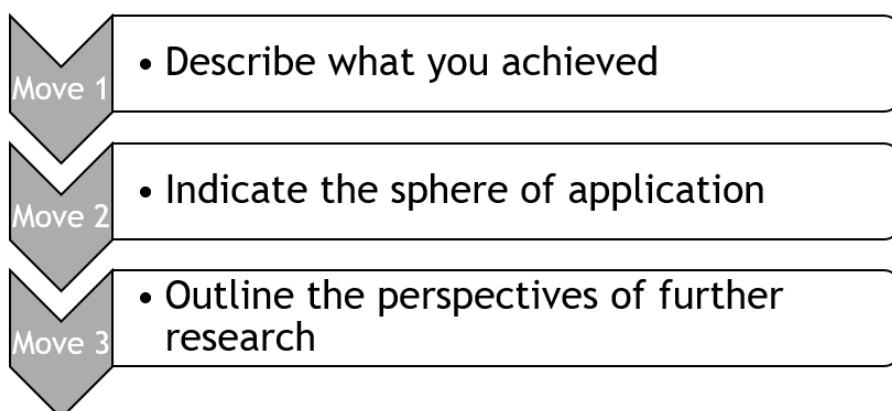 Move 1
• Describe what you achieved
Move 2
• Indicate the sphere of application
Move 3
• Outline the perspectives of further
research